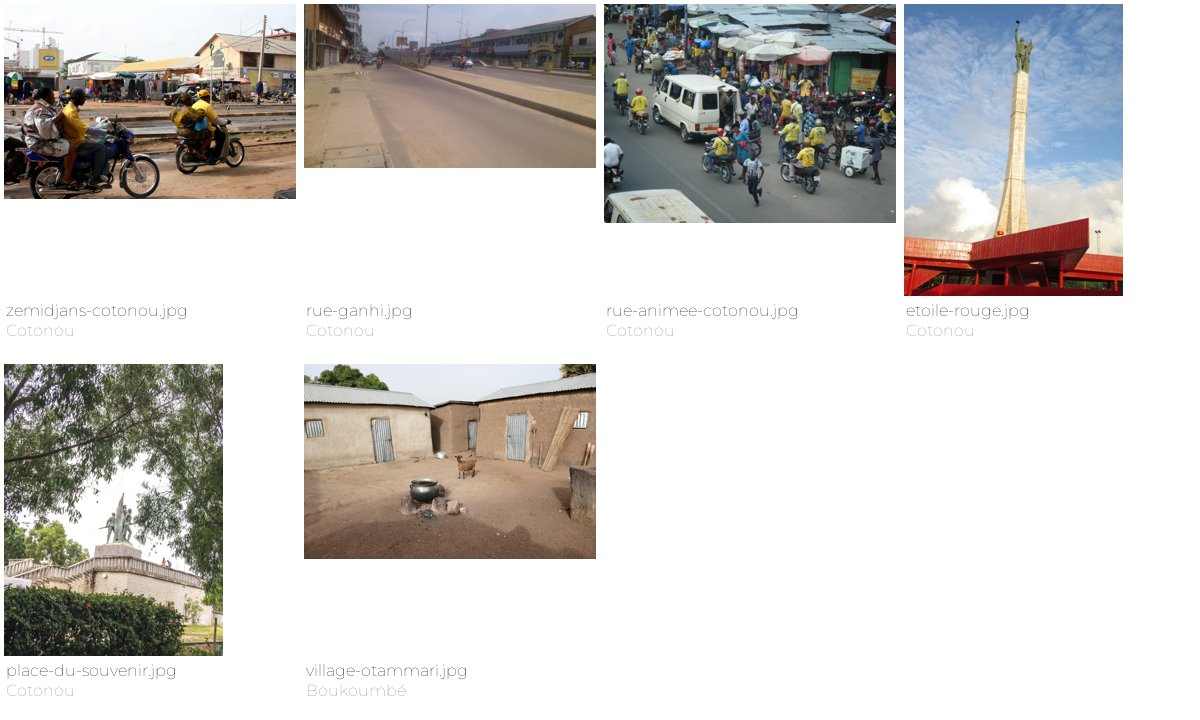 zemidjans-cotonou.jpg
Cotonou
rue-ganhi.jpg
Cotonou
rue-animee-cotonou.jpg
Cotonou
etoile-rouge.jpg
Cotonou
place-du-souvenir.jpg
Cotonou
village-otammari.jpg
Boukoumbé